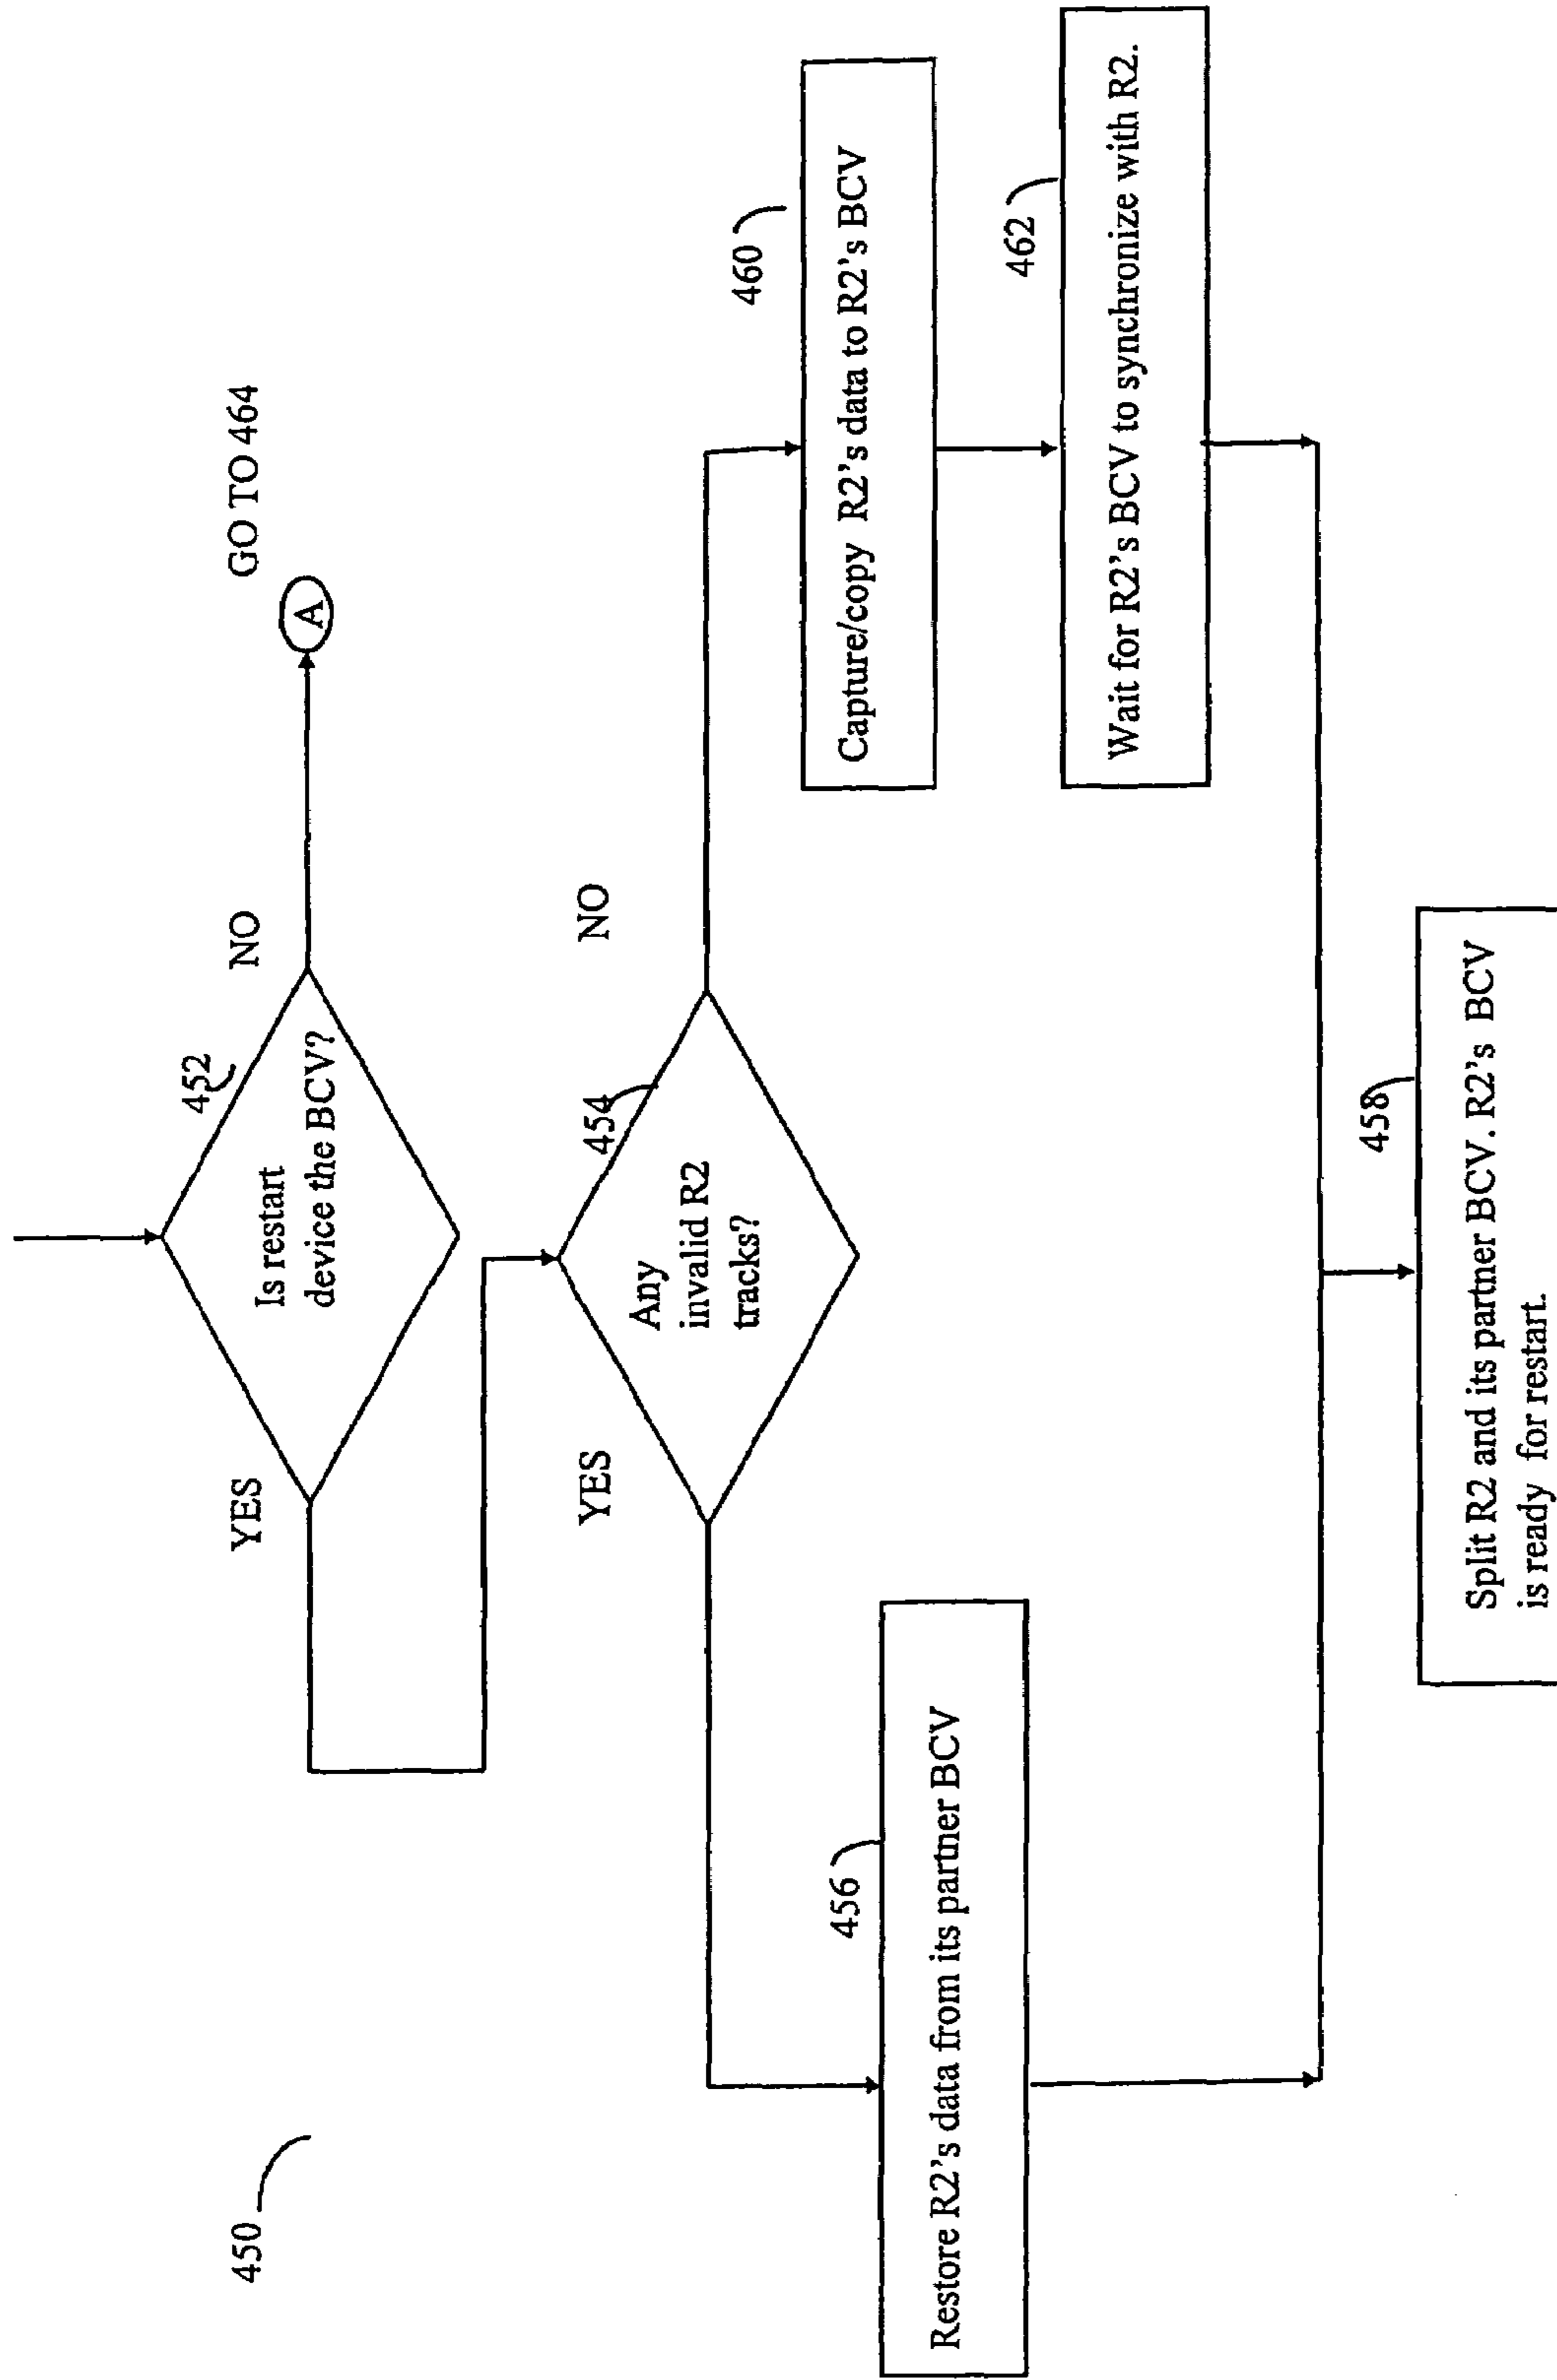 450
452
Is restart
device the BCV?
YES
NO
GO TO 464
A
454
Any
invalid R2
tracks?
YES
NO
456
Restore R2's data from its partner BCV
460
Capture/copy R2's data to R2's BCV
462
Wait for R2's BCV to synchronize with R2.
458
Split R2 and its partner BCV. R2's BCV
is ready for restart.